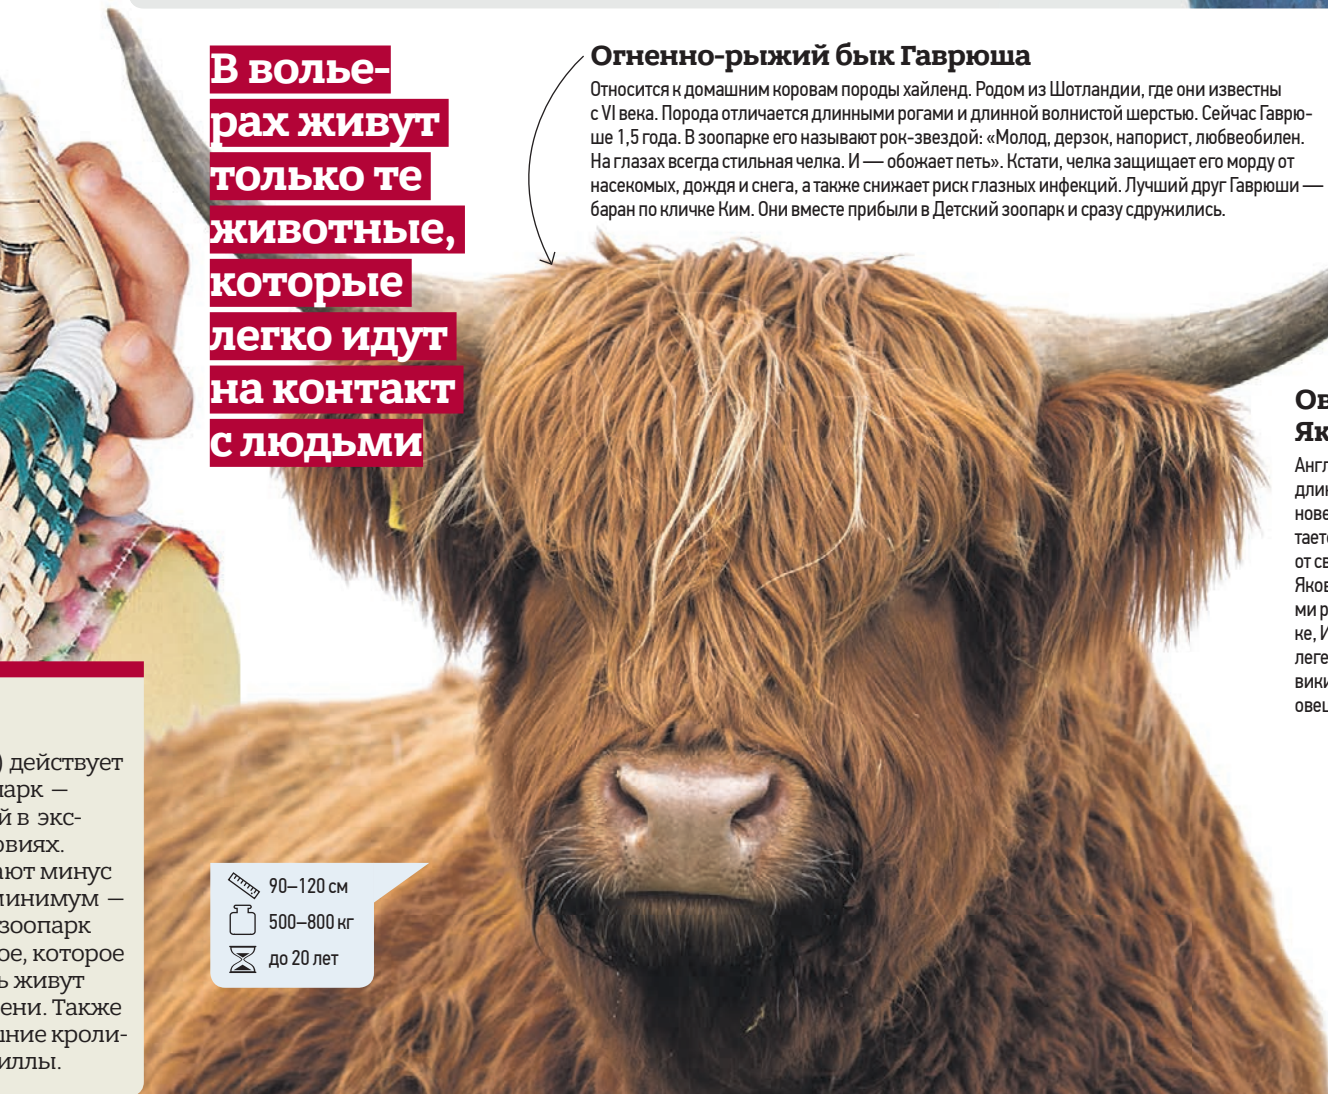 В волье-
рах живут
только те
животные,
которые
легко идут
на контакт
с людьми
Огненно-рыжий бык Гаврюша
Относится к домашним коровам породы хайленд. Родом из Шотландии, где они известны
с VI века. Порода отличается длинными рогами и длинной волнистой шерстью. Сейчас Гаврю-
ше 1,5 года. В зоопарке его называют рок-звездой: «Молод, дерзок, напорист, любвеобилен.
На глазах всегда стильная челка. И — обожает петь». Кстати, челка защищает его морду от
насекомых, дождя и снега, а также снижает риск глазных инфекций. Лучший друг Гаврюши —
баран по кличке Ким. Они вместе прибыли в Детский зоопарк и сразу сдружились.
90–120 см
500–800 кг
до 20 лет
) действует
парк —
й в экс-
овиях.
ают минус
минимум —
зоопарк
ое, которое
ь живут
ени. Также
ние кроли-
иллы.
Ов
Як
Англ
длин
нове
таетс
от св
Яков
ми р
ке, И
леге
вики
овец